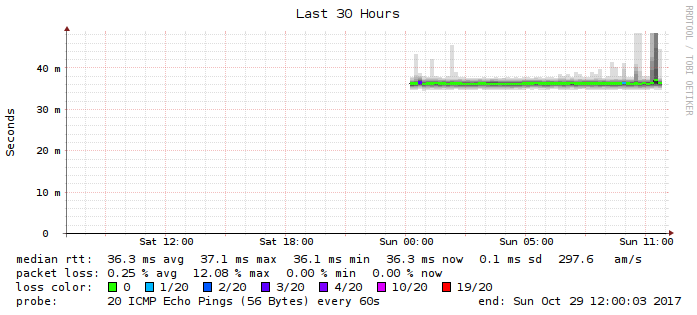 Last 30 Hours
RRDTOOL / TOBI OETIKER
Seconds
40 m
30 m
20 m
10 m
0
Sat 12:00 Sat 18:00 Sun 00:00 Sun 05:00 Sun 11:00
median rtt: 36.3 ms avg 37.1 ms max 36.1 ms min 36.3 ms now 0.1 ms sd 297.6 am/s
packet loss: 0.25 % avg 12.08 % max 0.00 % min 0.00 % now
loss color: 0 1/20 2/20 3/20 4/20 10/20 19/20
probe: 20 ICMP Echo Pings (56 Bytes) every 60s end: Sun Oct 29 12:00:03 2017